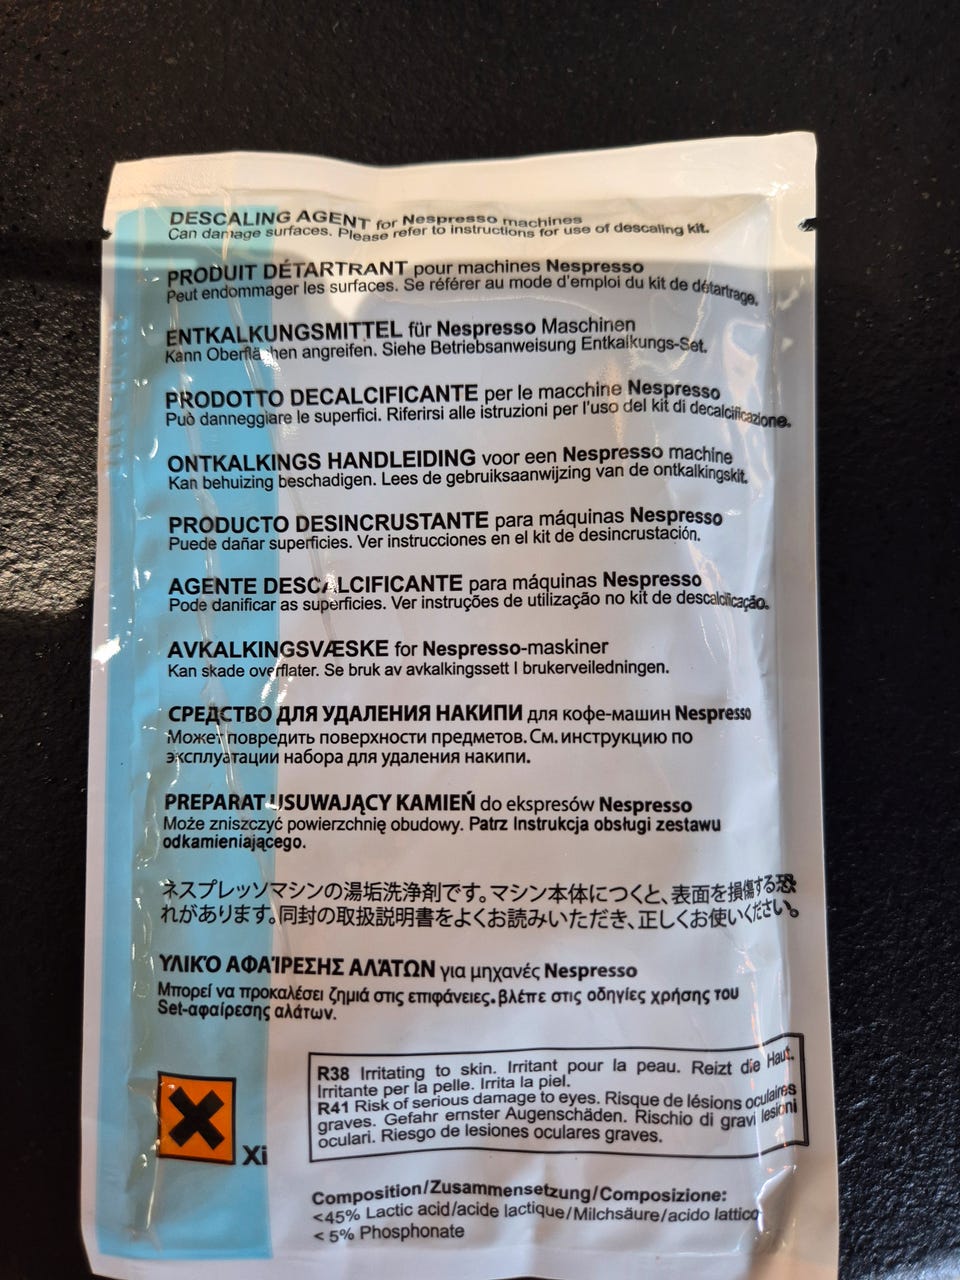 DESCALING AGENT for Nespresso machines
Can damage surfaces. Please refer to instructions for use of descaling kit.
PRODUIT DÉTARTRANT pour machines Nespresso
Peut endommager les surfaces. Se référer au mode d'emploi du kit de détartrage.
ENTKALKUNGSMITTEL für Nespresso Maschinen
Kann Oberflächen angreifen. Siehe Betriebsanweisung Entkalkungs-Set.
PRODOTTO DECALCIFICANTE per le macchine Nespresso
Può danneggiare le superfici. Riferirsi alle istruzioni per l'uso del kit di decalcificazione.
ONTKALKINGS HANDLEIDING voor een Nespresso machine
Kan behuizing beschadigen. Lees de gebruiksaanwijzing van de ontkalkingskit.
PRODUCTO DESINCRUSTANTE para máquinas Nespresso
Puede dañar superficies. Ver instrucciones en el kit de desincrustación.
AGENTE DESCALCIFICANTE para máquinas Nespresso
Pode danificar as superfícies. Ver instruções de utilização no kit de descalcificação.
AVKALKINGSVÆSKE for Nespresso-maskiner
Kan skade overflater. Se bruk av avkalkingssett I brukerveiledningen.
СРЕДСТВО ДЛЯ УДАЛЕНИЯ НАКИПИ для кофе-машин Nespresso
Может повредить поверхности предметов. См. инструкцию по
эксплуатации набора для удаления накипи.
PREPARAT USUWAJĄCY KAMIEŃ do ekspresów Nespresso
Może zniszczyć powierzchnię obudowy. Patrz Instrukcja obsługi zestawu
odkamieniającego.
ネスプレッソマシンの湯垢洗浄剤です。マシン本体につくと、表面を損傷する恐
れがあります。同封の取扱説明書をよくお読みいただき、正しくお使いください。
ΥΛΙΚΌ ΑΦΑΊΡΕΣΗΣ ΑΛΆΤΩΝ για μηχανές Nespresso
Μπορεί να προκαλέσει ζημιά στις επιφάνειες. βλέπε στις οδηγίες χρήσης του
Set-αφαίρεσης αλάτων.
R38 Irritating to skin. Irritant pour la peau. Reizt die Haut.
Irritante per la pelle. Irrita la piel.
R41 Risk of serious damage to eyes. Risque de lésions oculaires
graves. Gefahr ernster Augenschäden. Rischio di gravi lesioni
oculari. Riesgo de lesiones oculares graves.
Xi
Composition/Zusammensetzung/Composizione:
<45% Lactic acid/acide lactique/Milchsäure/acido lattico
< 5% Phosphonate